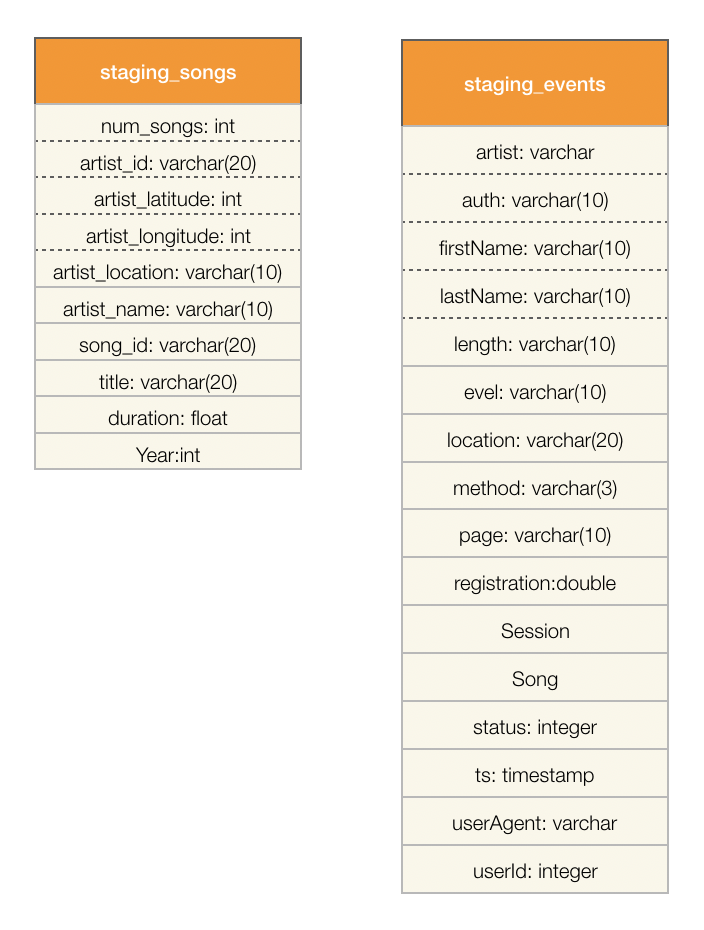 staging_songs
num_songs: int
artist_id: varchar(20)
artist_latitude: int
artist_longitude: int
artist_location: varchar(10)
artist_name: varchar(10)
song_id: varchar(20)
title: varchar(20)
duration: float
Year:int
staging_events
artist: varchar
auth: varchar(10)
firstName: varchar(10)
lastName: varchar(10)
length: varchar(10)
evel: varchar(10)
location: varchar(20)
method: varchar(3)
page: varchar(10)
registration:double
Session
Song
status: integer
ts: timestamp
userAgent: varchar
userId: integer